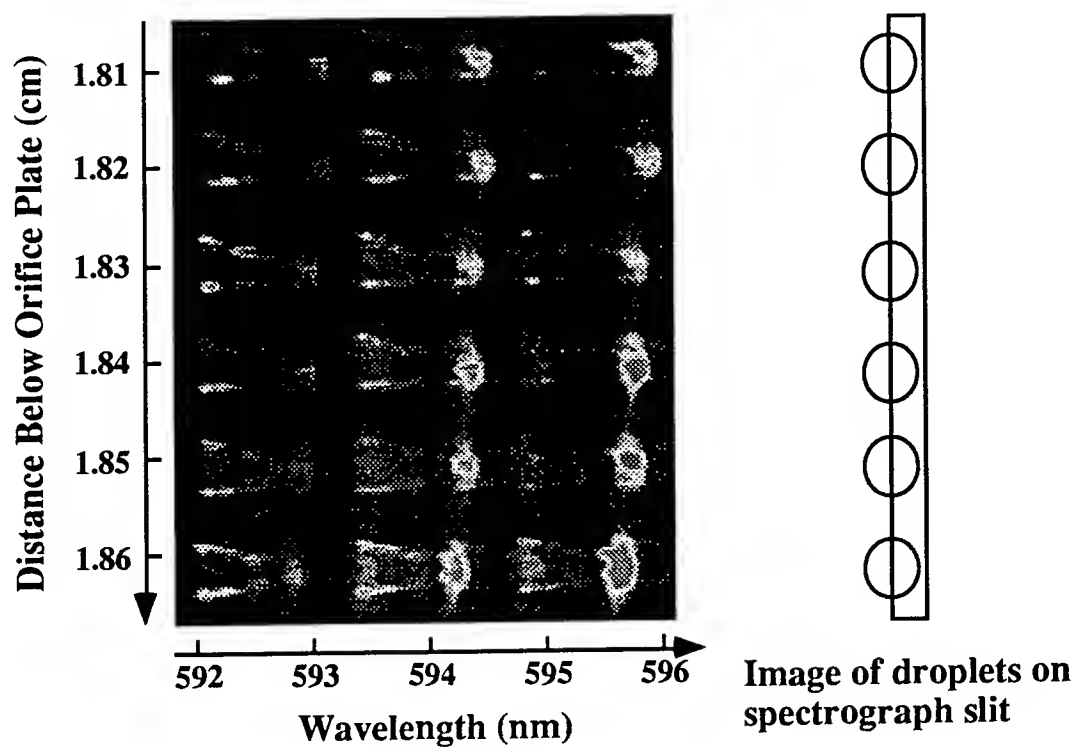 Distance Below Orifice Plate (cm)
1.81
1.82
1.83
1.84
1.85
1.86
592 593 594 595 596
Wavelength (nm)
Image of droplets on
spectrograph slit